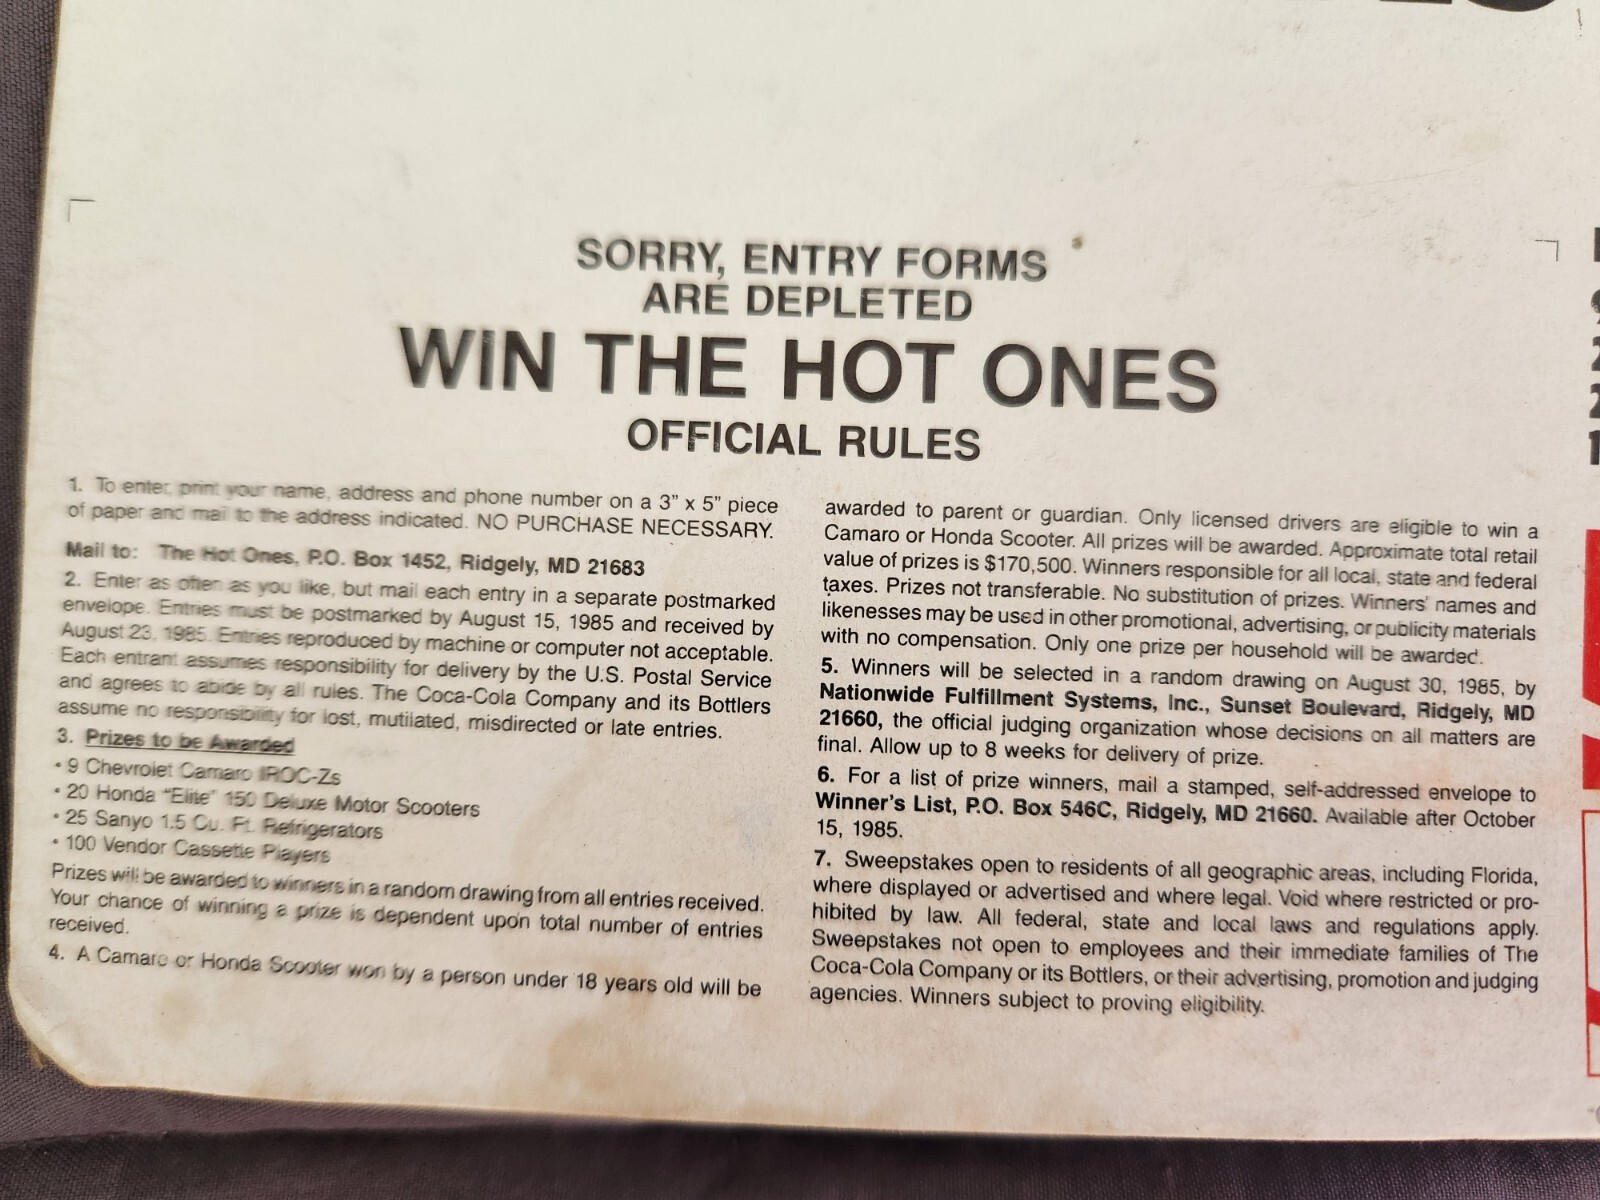 SORRY, ENTRY FORMS
ARE DEPLETED
WIN THE HOT ONES
OFFICIAL RULES
1. To enter, print your name, address and phone number on a 3" x 5" piece
of paper and mail to the address indicated. NO PURCHASE NECESSARY.
Mail to: The Hot Ones, P.O. Box 1452, Ridgely, MD 21683
2. Enter as often as you like, but mail each entry in a separate postmarked
envelope. Entries must be postmarked by August 15, 1985 and received by
August 23, 1985. Entries reproduced by machine or computer not acceptable.
Each entrant assumes responsibility for delivery by the U.S. Postal Service
and agrees to abide by all rules. The Coca-Cola Company and its Bottlers
assume no responsibility for lost, mutilated, misdirected or late entries.
3. Prizes to be Awarded
• 9 Chevrolet Camaro IROC-Zs
• 20 Honda "Elite" 150 Deluxe Motor Scooters
• 25 Sanyo 1.5 Cu. Ft. Refrigerators
• 100 Vendor Cassette Players
Prizes will be awarded to winners in a random drawing from all entries received.
Your chance of winning a prize is dependent upon total number of entries
received.
4. A Camaro or Honda Scooter won by a person under 18 years old will be
awarded to parent or guardian. Only licensed drivers are eligible to win a
Camaro or Honda Scooter. All prizes will be awarded. Approximate total retail
value of prizes is $170,500. Winners responsible for all local, state and federal
taxes. Prizes not transferable. No substitution of prizes. Winners' names and
likenesses may be used in other promotional, advertising, or publicity materials
with no compensation. Only one prize per household will be awarded.
5. Winners will be selected in a random drawing on August 30, 1985, by
Nationwide Fulfillment Systems, Inc., Sunset Boulevard, Ridgely, MD
21660, the official judging organization whose decisions on all matters are
final. Allow up to 8 weeks for delivery of prize.
6. For a list of prize winners, mail a stamped, self-addressed envelope to
Winner's List, P.O. Box 546C, Ridgely, MD 21660. Available after October
15, 1985.
7. Sweepstakes open to residents of all geographic areas, including Florida,
where displayed or advertised and where legal. Void where restricted or pro-
hibited by law. All federal, state and local laws and regulations apply.
Sweepstakes not open to employees and their immediate families of The
Coca-Cola Company or its Bottlers, or their advertising, promotion and judging
agencies. Winners subject to proving eligibility.